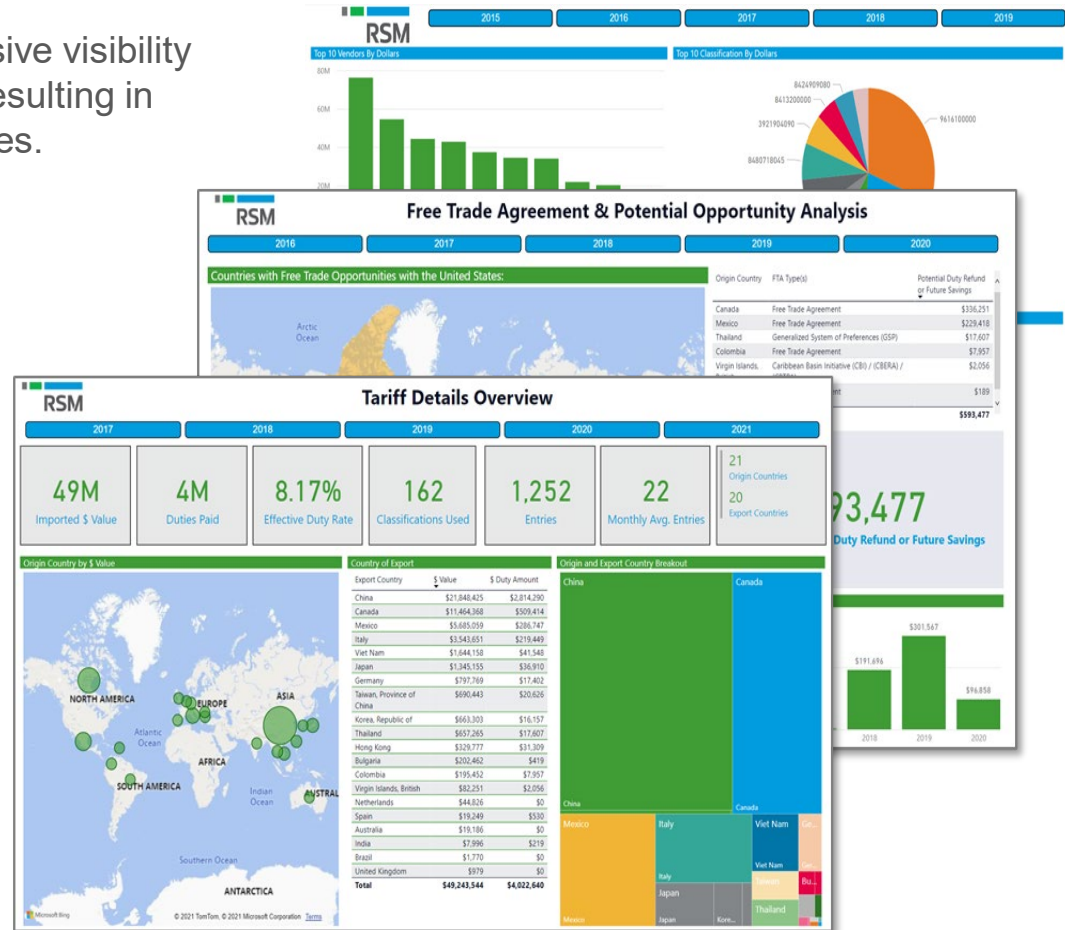 sive visibility
esulting in
es.
RSM
2015 2016 2017 2018 2019
Top 10 Vendors By Dollars
80M
60M
40M
20M
Top 10 Classification By Dollars
8424909080
8413200000
3921904090
8480718045
9616100000
RSM
Free Trade Agreement & Potential Opportunity Analysis
2016 2017 2018 2019 2020
Countries with Free Trade Opportunities with the United States:
Arctic
Ocean
Origin Country FTA Type(s) Potential Duty Refund
or Future Savings
Canada Free Trade Agreement $336,251
Mexico Free Trade Agreement $229,418
Thailand Generalized System of Preferences (GSP) $17,607
Colombia Free Trade Agreement $7,957
Virgin Islands, Caribbean Basin Initiative (CBI) / (CBERA) / $2,056
$189
$593,477
93,477
Duty Refund or Future Savings
$191,696
$301,567
$96,858
2018 2019 2020
RSM
Tariff Details Overview
2017 2018 2019 2020 2021
49M
Imported $ Value
4M
Duties Paid
8.17%
Effective Duty Rate
162
Classifications Used
1,252
Entries
22
Monthly Avg. Entries
21
Origin Countries
20
Export Countries
Origin Country by $ Value
NORTH AMERICA
EUROPE
ASIA
Atlantic
Ocean
AFRICA
SOUTH AMERICA
Indian
Ocean
AUSTRAL
Southern Ocean
ANTARCTICA
Microsoft Bing
© 2021 TomTom, © 2021 Microsoft Corporation Terms
Country of Export
Export Country $ Value $ Duty Amount
China $21,848,425 $2,814,290
Canada $11,464,368 $509,414
Mexico $5,685,059 $286,747
Italy $3,543,651 $219,449
Viet Nam $1,644,158 $41,548
Japan $1,345,155 $36,910
Germany $797,769 $17,402
Taiwan, Province of $690,443 $20,626
China
Korea, Republic of $663,303 $16,157
Thailand $657,265 $17,607
Hong Kong $329,777 $31,309
Bulgaria $202,462 $419
Colombia $195,452 $7,957
Virgin Islands, British $82,251 $2,056
Netherlands $44,826 $0
Spain $19,249 $530
Australia $19,186 $0
India $7,996 $219
Brazil $1,770 $0
United Kingdom $979 $0
Total $49,243,544 $4,022,640
Origin and Export Country Breakout
China
China
Canada
Canada
Mexico
Mexico
Italy
Italy
Japan
Japan
Kore...
Viet Nam
Viet Nam
Ge...
Taiwan
Thailand
Bu...